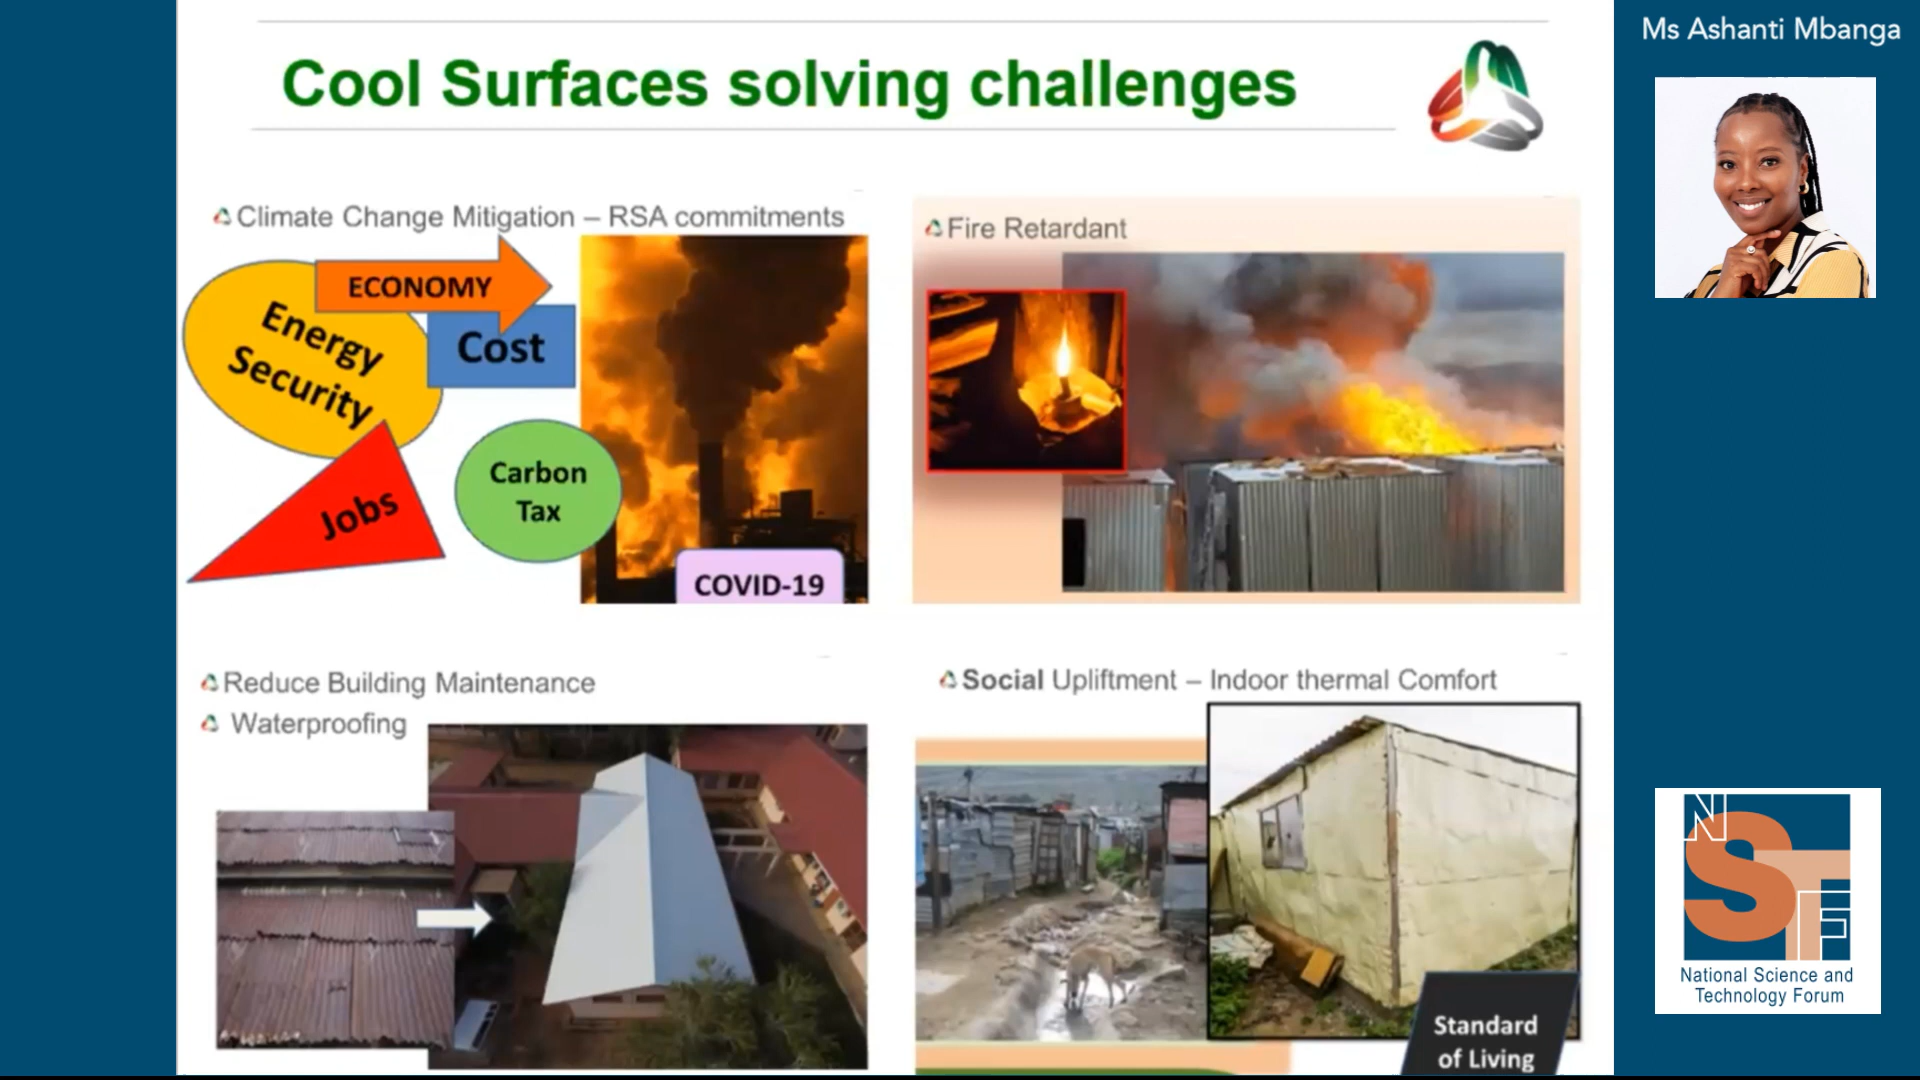 Ms Ashanti Mbanga
Cool Surfaces solving challenges
Climate Change Mitigation – RSA commitments
ECONOMY
Energy
Security
Cost
Jobs
Carbon
Tax
COVID-19
Fire Retardant
Reduce Building Maintenance
Waterproofing
Social Upliftment – Indoor thermal Comfort
Standard
of Living
NSTF
National Science and
Technology Forum